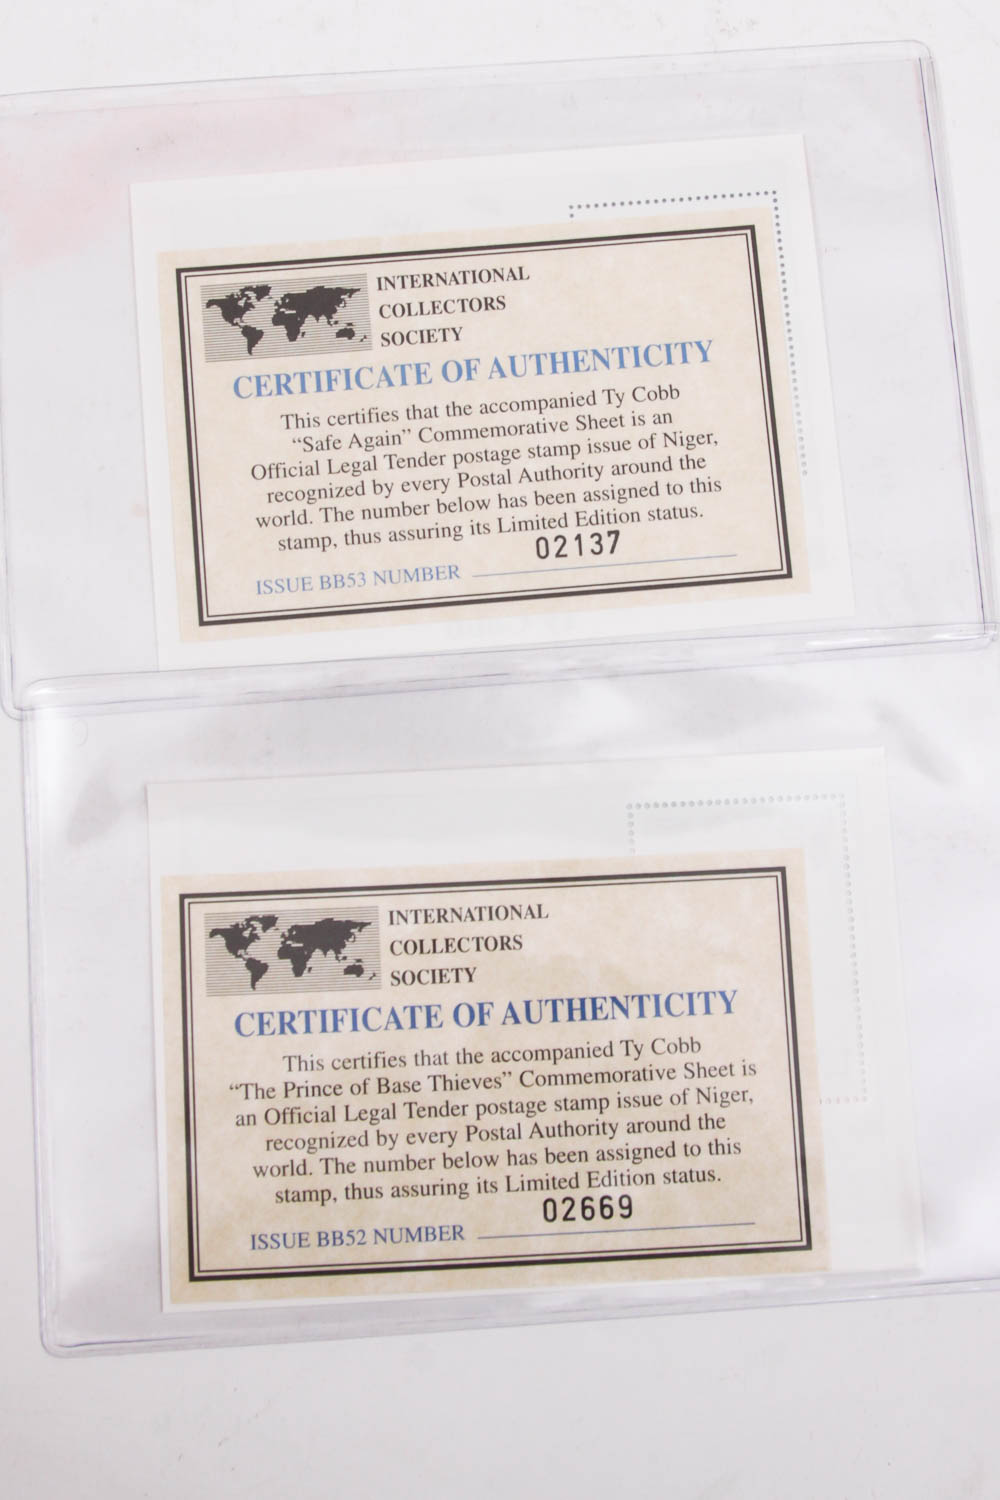 INTERNATIONAL
COLLECTORS
SOCIETY
CERTIFICATE OF AUTHENTICITY
This certifies that the accompanied Ty Cobb
“Safe Again” Commemorative Sheet is an
Official Legal Tender postage stamp issue of Niger,
recognized by every Postal Authority around the
world. The number below has been assigned to this
stamp, thus assuring its Limited Edition status.
02137
ISSUE BB53 NUMBER
INTERNATIONAL
COLLECTORS
SOCIETY
CERTIFICATE OF AUTHENTICITY
This certifies that the accompanied Ty Cobb
“The Prince of Base Thieves” Commemorative Sheet is
an Official Legal Tender postage stamp issue of Niger,
recognized by every Postal Authority around the
world. The number below has been assigned to this
stamp, thus assuring its Limited Edition status.
02669
ISSUE BB52 NUMBER